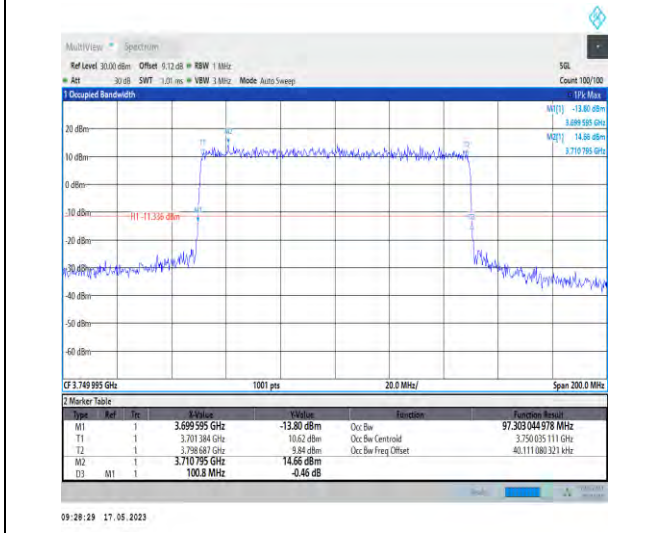 MultiView Spectrum
Ref Level 30.00 dBm Offset 9.12 dB RBW 1 MHz SGL
Att 30 dB SWT 1.01 ms VBW 3 MHz Mode Auto Sweep Count 100/100
1 Occupied Bandwidth 1Pk Max
M1[1] -13.80 dBm
3.699 595 GHz
M2[1] 14.66 dBm
3.710 795 GHz
20 dBm
M2
T1
T2
10 dBm
0 dBm
-10 dBm
M1
H1 -11.336 dBm
D3
-20 dBm
-30 dBm
-40 dBm
-50 dBm
-60 dBm
CF 3.749 995 GHz 1001 pts 20.0 MHz/ Span 200.0 MHz
2 Marker Table
Type Ref Trc X-Value Y-Value Function Function Result
M1 1 3.699 595 GHz -13.80 dBm Occ Bw 97.303 044 978 MHz
T1 1 3.701 384 GHz 10.62 dBm Occ Bw Centroid 3.750 035 111 GHz
T2 1 3.798 687 GHz 9.84 dBm Occ Bw Freq Offset 40.111 080 321 kHz
M2 1 3.710 795 GHz 14.66 dBm
D3 M1 1 100.8 MHz -0.46 dB
09:28:29 17.05.2023